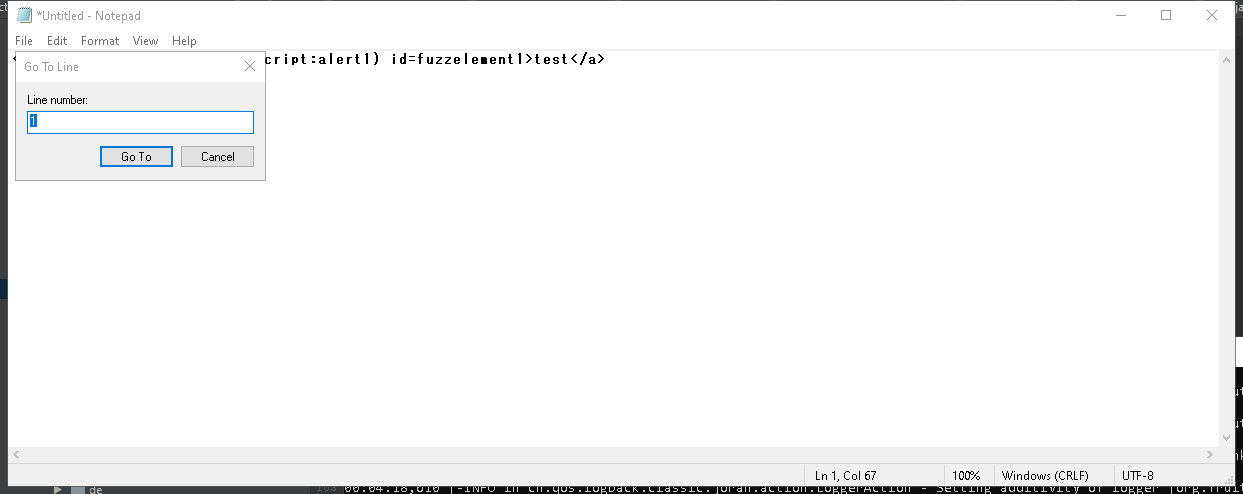 *Untitled - Notepad
File Edit Format View Help
cript:alert1) id=fuzzelement1>test</a>
Go To Line
Line number:
1
Go To Cancel
Ln 1, Col 67 100% Windows (CRLF) UTF-8
de
00:04:18,610 |-INFO in ch.qos.logback.classic.joran.action.LoggerAction - Setting additivity of logger